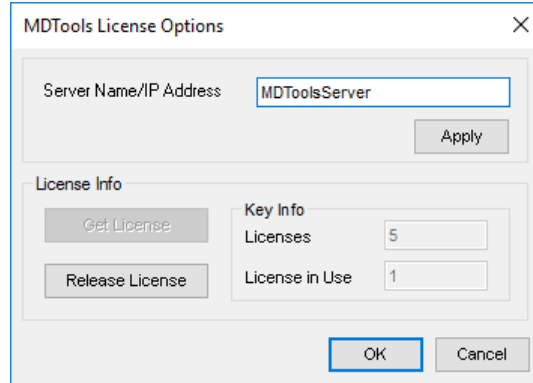 MDTools License Options
Server Name/IP Address MDToolsServer
Apply
License Info
Get License
Key Info
Licenses 5
Release License
License in Use 1
OK Cancel